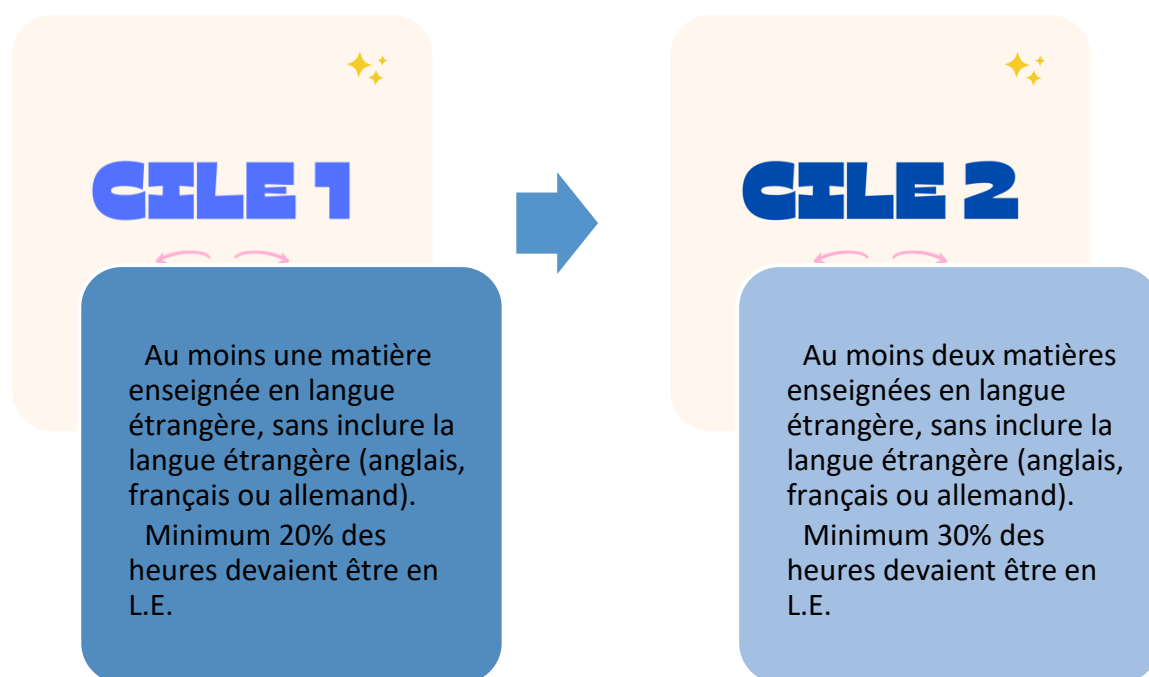 CILE 1
Au moins une matière
enseignée en langue
étrangère, sans inclure la
langue étrangère (anglais,
français ou allemand).
Minimum 20% des
heures devaient être en
L.E.
CILE 2
Au moins deux matières
enseignées en langue
étrangère, sans inclure la
langue étrangère (anglais,
français ou allemand).
Minimum 30% des
heures devaient être en
L.E.